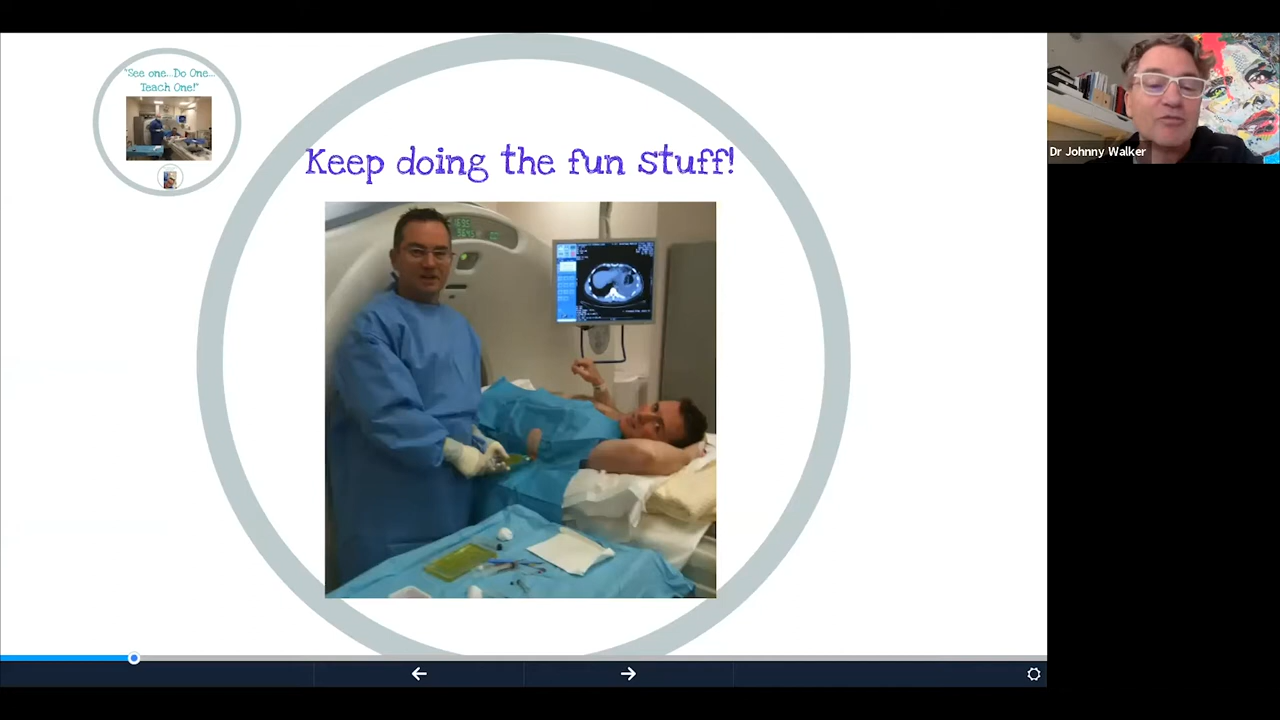 "See one...Do One...
Teach One!"
Keep doing the fun stuff!
Dr Johnny Walker